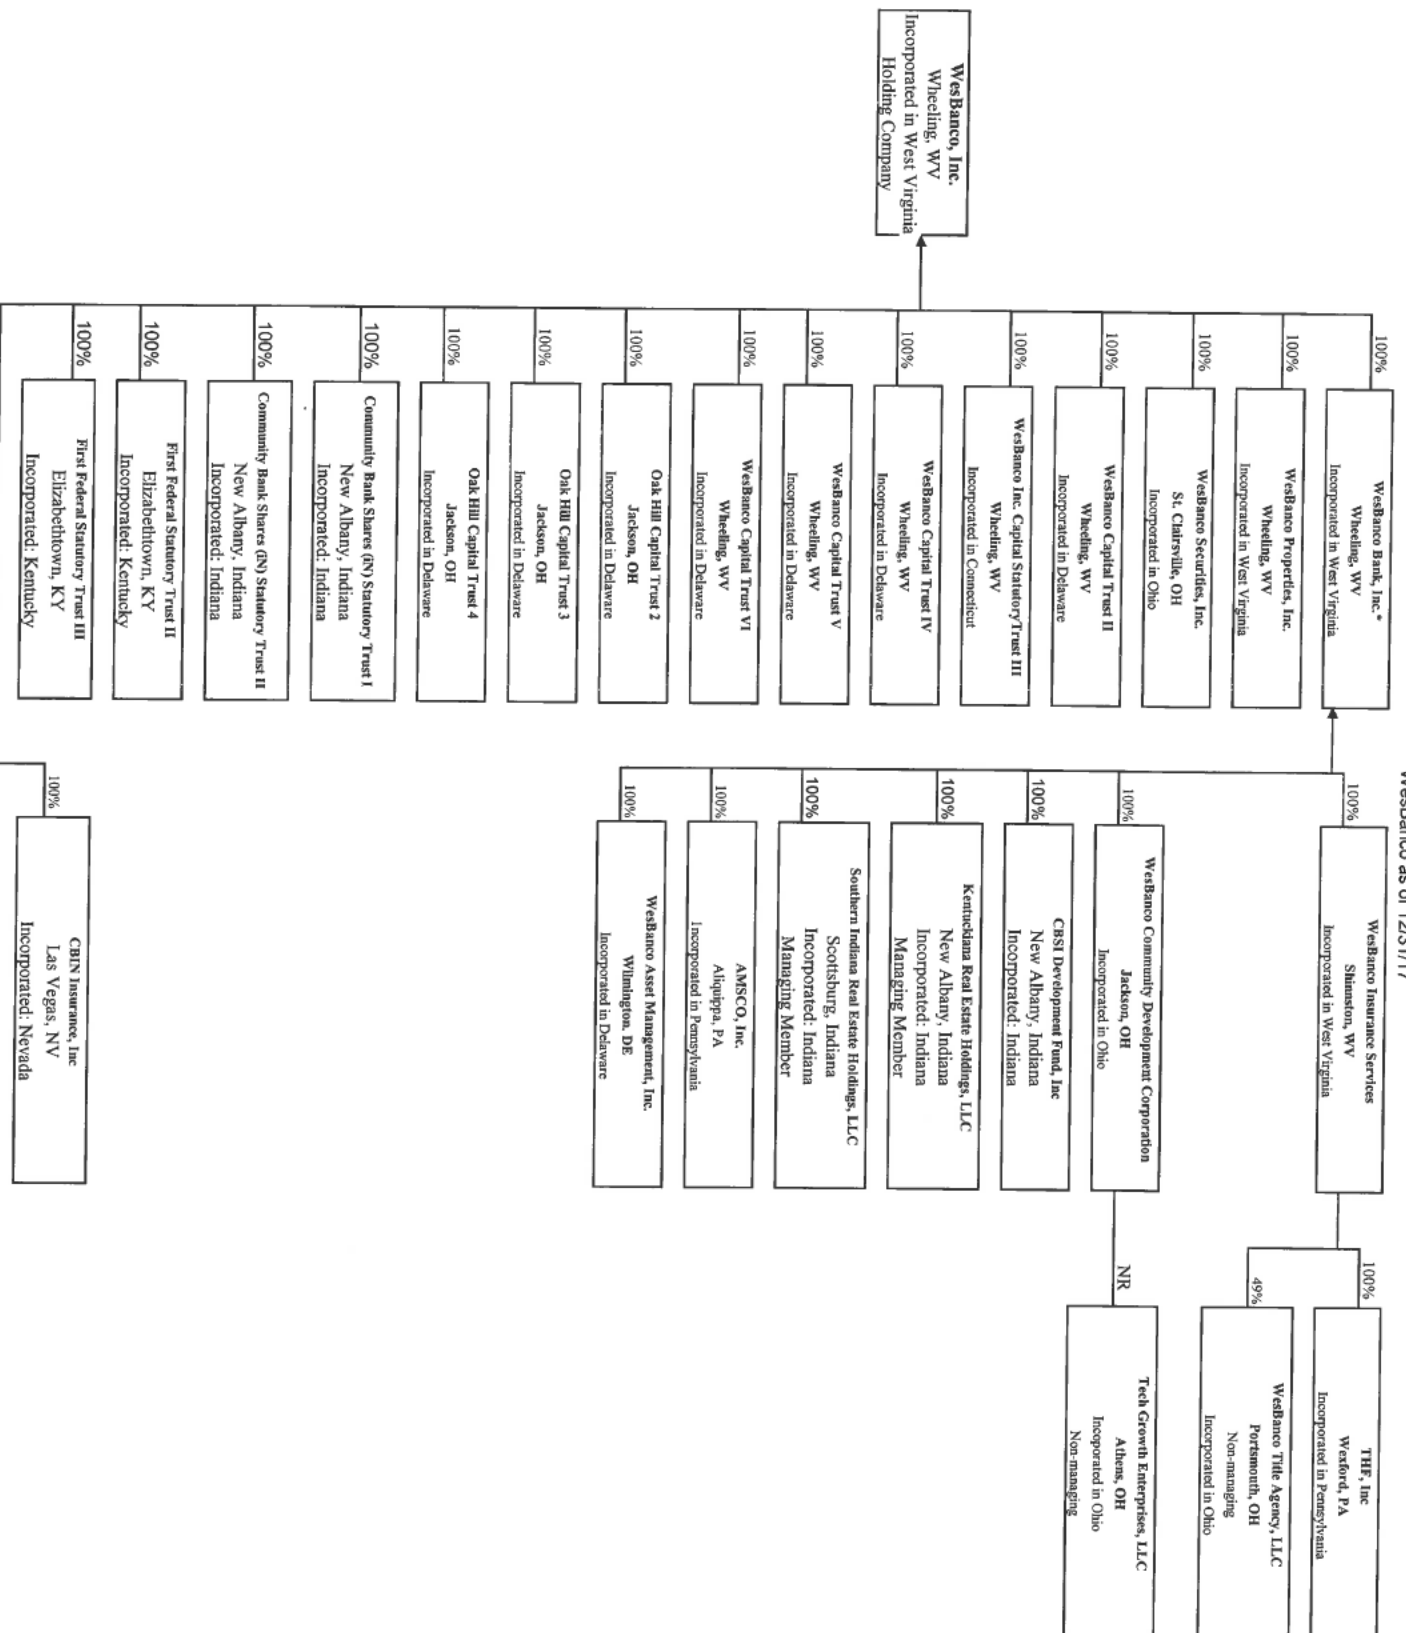 WesBanco as of 12/31/17
WesBanco, Inc.
Wheeling, WV
Incorporated in West Virginia
Holding Company
100%
WesBanco Bank, Inc.*
Wheeling, WV
Incorporated in West Virginia
100%
WesBanco Properties, Inc.
Wheeling, WV
Incorporated in West Virginia
100%
WesBanco Securities, Inc.
St. Clairsville, OH
Incorporated in Ohio
100%
WesBanco Capital Trust II
Wheeling, WV
Incorporated in Delaware
100%
WesBanco Inc. Capital StatutoryTrust III
Wheeling, WV
Incorporated in Connecticut
100%
WesBanco Capital Trust IV
Wheeling, WV
Incorporated in Delaware
100%
WesBanco Capital Trust V
Wheeling, WV
Incorporated in Delaware
100%
WesBanco Capital Trust VI
Wheeling, WV
Incorporated in Delaware
100%
Oak Hill Capital Trust 2
Jackson, OH
Incorporated in Delaware
100%
Oak Hill Capital Trust 3
Jackson, OH
Incorporated in Delaware
100%
Oak Hill Capital Trust 4
Jackson, OH
Incorporated in Delaware
100%
Community Bank Shares (iN) Statutory Trust I
New Albany, Indiana
Incorporated: Indiana
100%
Community Bank Shares (iN) Statutory Trust II
New Albany, Indiana
Incorporated: Indiana
100%
First Federal Statutory Trust II
Elizabethtown, KY
Incorporated: Kentucky
100%
First Federal Statutory Trust III
Elizabethtown, KY
Incorporated: Kentucky
100%
WesBanco Insurance Services
Shinnston, WV
Incorporated in West Virginia
100%
WesBanco Community Development Corporation
Jackson, OH
Incorporated in Ohio
100%
CBSI Development Fund, Inc
New Albany, Indiana
Incorporated: Indiana
100%
Kentuckiana Real Estate Holdings, LLC
New Albany, Indiana
Incorporated: Indiana
Managing Member
100%
Southern Indiana Real Estate Holdings, LLC
Scottsburg, Indiana
Incorporated: Indiana
Managing Member
100%
AMSCO, Inc.
Aliquippa, PA
Incorporated in Pennsylvania
100%
WesBanco Asset Management, Inc.
Wilmington, DE
Incorporated in Delaware
100%
CBIN Insurance, Inc
Las Vegas, NV
Incorporated: Nevada
100%
THF, Inc
Wexford, PA
Incorporated in Pennsylvania
49%
WesBanco Title Agency, LLC
Portsmouth, OH
Non-managing
Incorporated in Ohio
NR
Tech Growth Enterprises, LLC
Athens, OH
Incoporated in Ohio
Non-managing